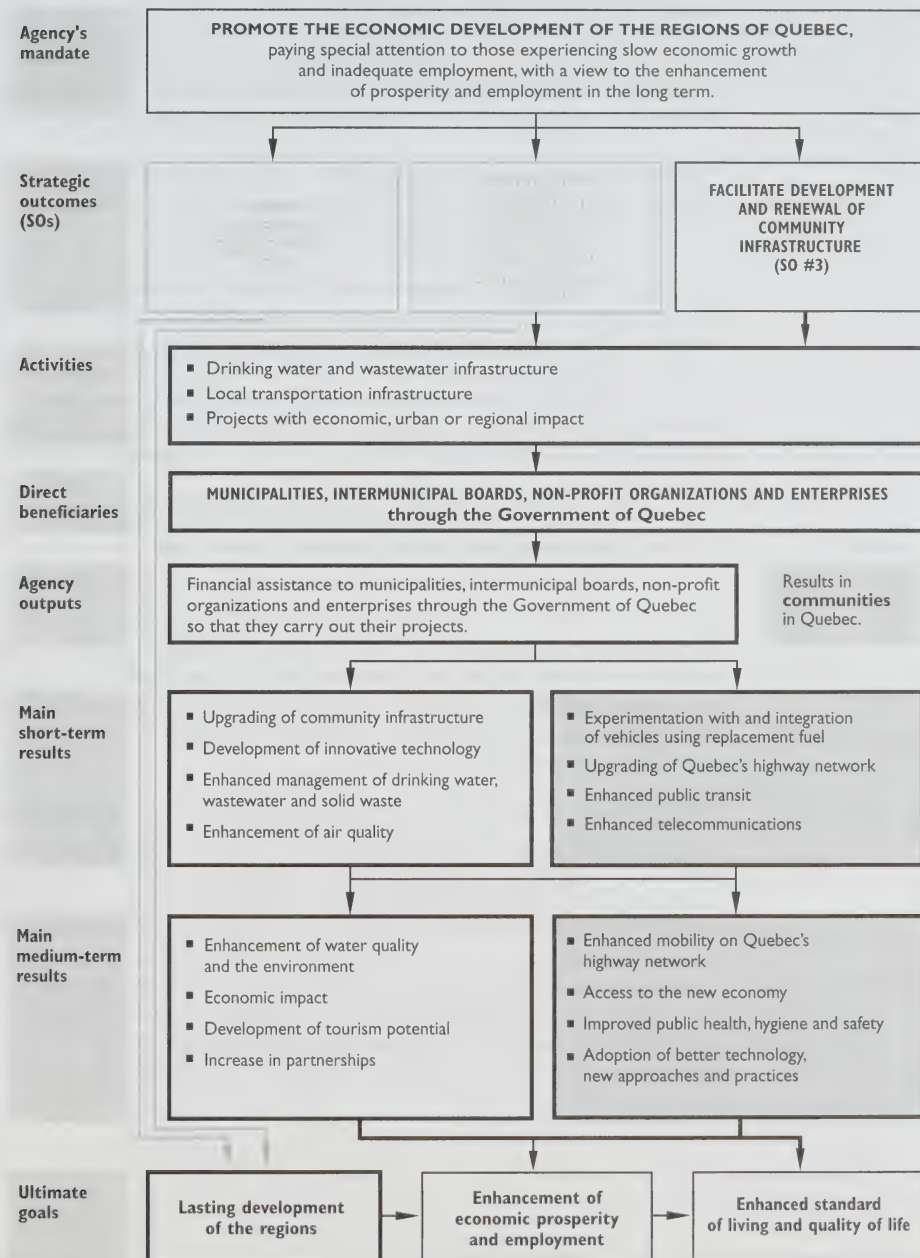 Agency's
mandate
PROMOTE THE ECONOMIC DEVELOPMENT OF THE REGIONS OF QUEBEC,
paying special attention to those experiencing slow economic growth
and inadequate employment, with a view to the enhancement
of prosperity and employment in the long term.
Strategic
outcomes
(SOs)
FACILITATE DEVELOPMENT
AND RENEWAL OF
COMMUNITY
INFRASTRUCTURE
(SO #3)
Activities
▪ Drinking water and wastewater infrastructure
▪ Local transportation infrastructure
▪ Projects with economic, urban or regional impact
Direct
beneficiaries
MUNICIPALITIES, INTERMUNICIPAL BOARDS, NON-PROFIT ORGANIZATIONS AND ENTERPRISES
through the Government of Quebec
Agency
outputs
Financial assistance to municipalities, intermunicipal boards, non-profit
organizations and enterprises through the Government of Quebec
so that they carry out their projects.
Results in
communities
in Quebec.
Main
short-term
results
▪ Upgrading of community infrastructure
▪ Development of innovative technology
▪ Enhanced management of drinking water,
wastewater and solid waste
▪ Enhancement of air quality
▪ Experimentation with and integration
of vehicles using replacement fuel
▪ Upgrading of Quebec's highway network
▪ Enhanced public transit
▪ Enhanced telecommunications
Main
medium-term
results
▪ Enhancement of water quality
and the environment
▪ Economic impact
▪ Development of tourism potential
▪ Increase in partnerships
▪ Enhanced mobility on Quebec's
highway network
▪ Access to the new economy
▪ Improved public health, hygiene and safety
▪ Adoption of better technology,
new approaches and practices
Ultimate
goals
Lasting development
of the regions
Enhancement of
economic prosperity
and employment
Enhanced standard
of living and quality of life